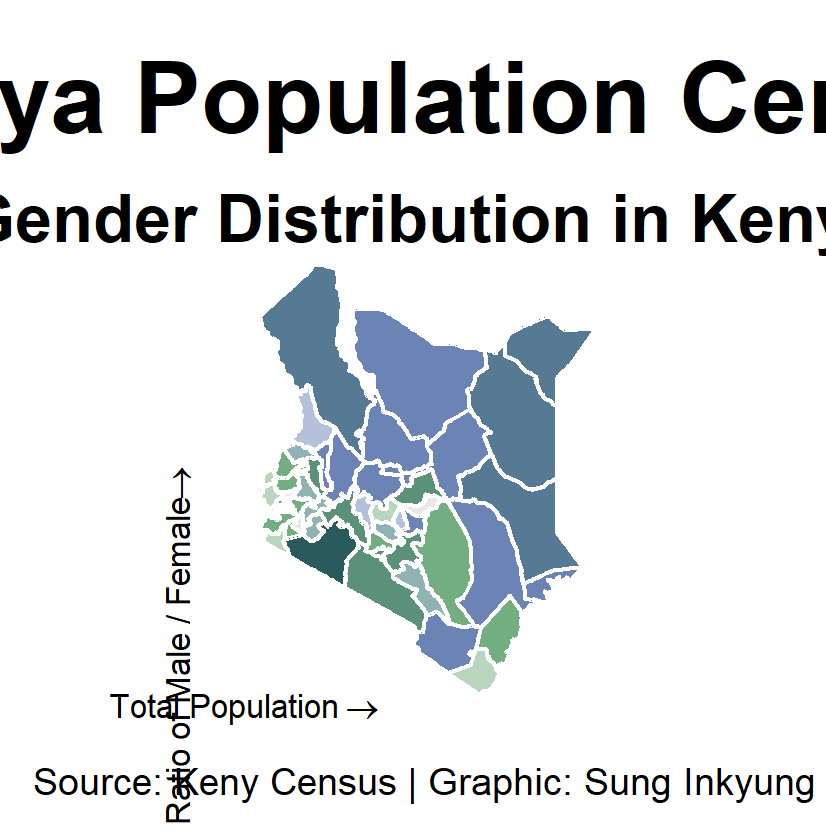 ya Population Cen
Gender Distribution in Keny
Ratio of Male / Female→
Total Population →
Source: Keny Census | Graphic: Sung Inkyung